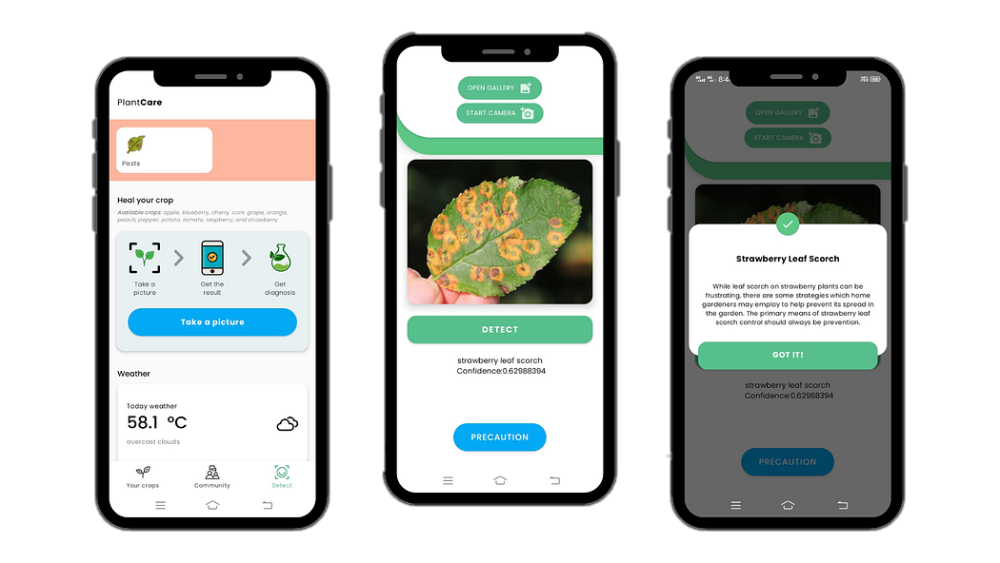 PlantCare
Pests
Heal your crop
Available crops: apple, blueberry, cherry, corn, grape, orange,
peach, pepper, potato, tomato, raspberry, and strawberry
Take a
picture
Get the
result
Get
diagnosis
Take a picture
Weather
Today weather
58.1 °C
overcast clouds
Your crops
Community
Detect
OPEN GALLERY
START CAMERA
DETECT
strawberry leaf scorch
Confidence:0.62988394
PRECAUTION
OPEN GALLERY
START CAMERA
Strawberry Leaf Scorch
While leaf scorch on strawberry plants can be
frustrating, there are some strategies which home
gardeners may employ to help prevent its spread in
the garden. The primary means of strawberry leaf
scorch control should always be prevention.
GOT IT!
strawberry leaf scorch
Confidence:0.62988394
PRECAUTION